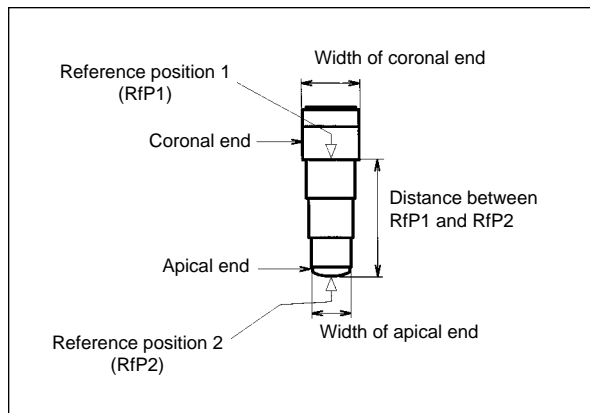 Width of coronal end
Reference position 1
(RfP1)
Coronal end
Distance between
RfP1 and RfP2
Apical end
Width of apical end
Reference position 2
(RfP2)